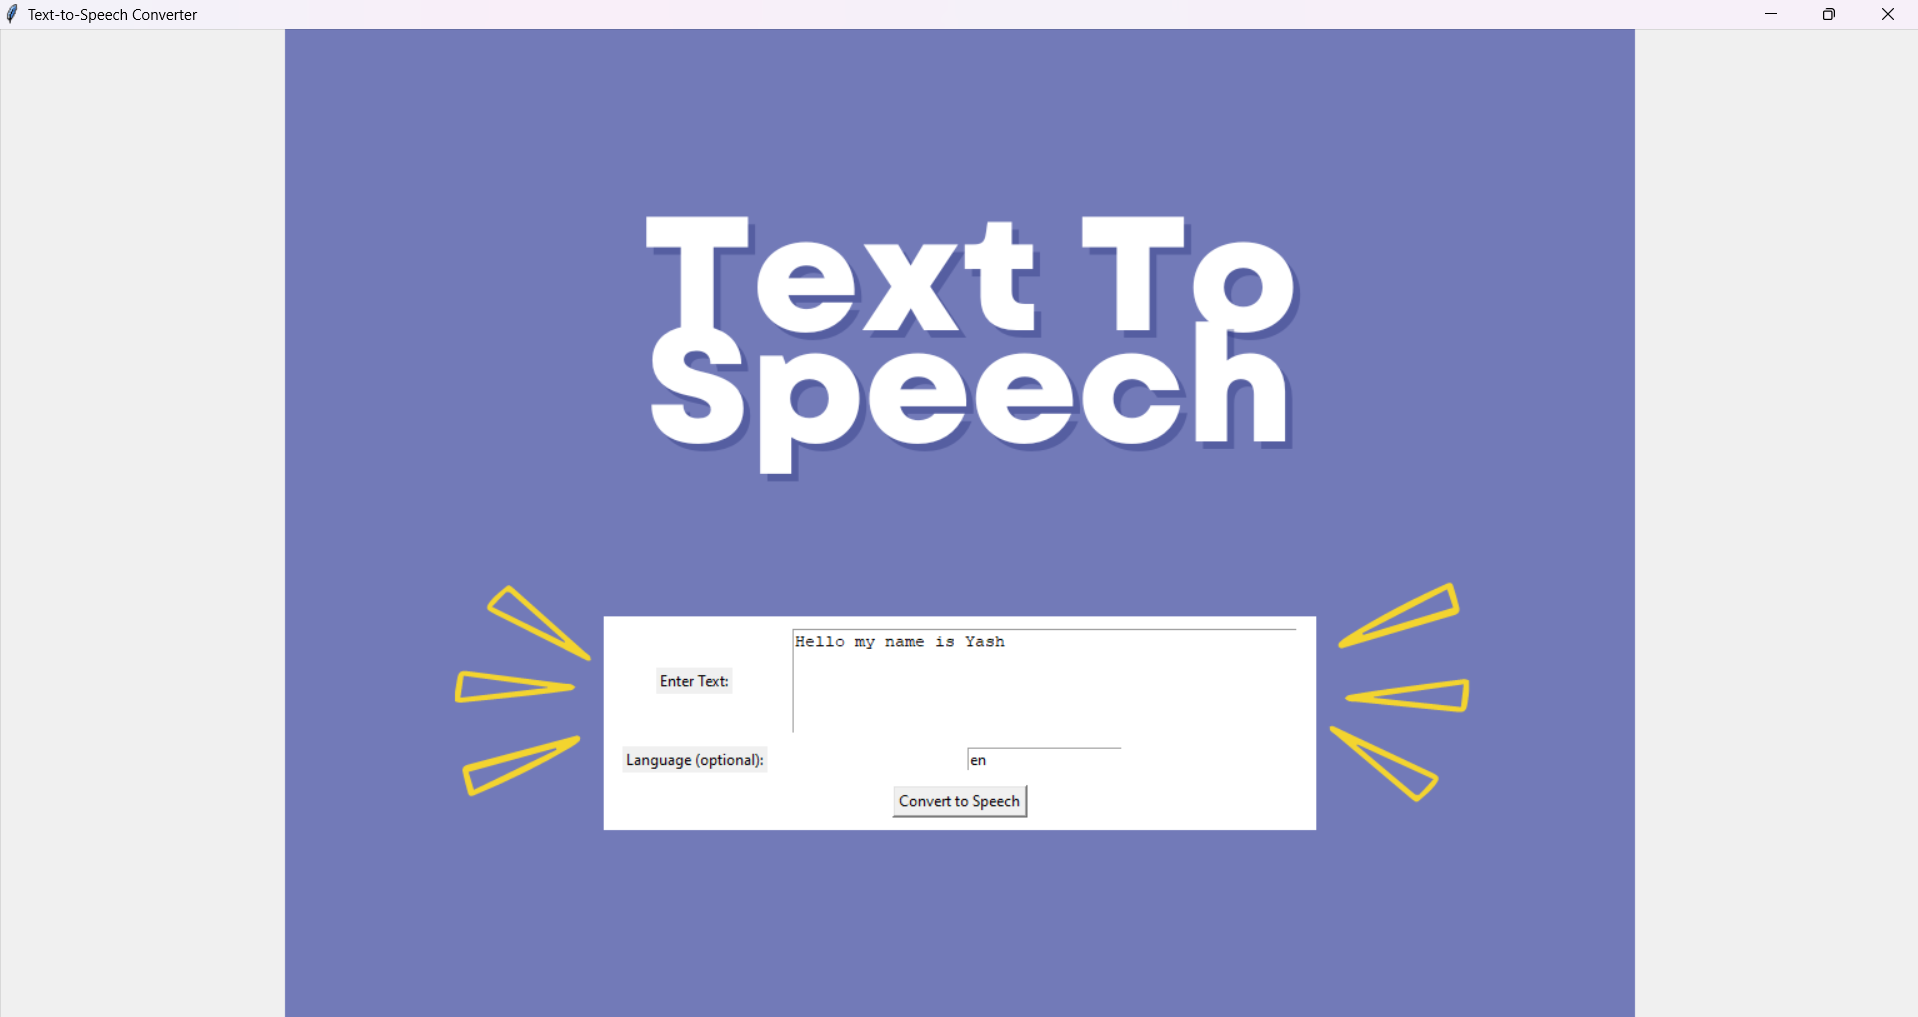 Text-to-Speech Converter
Text To
Speech
Enter Text:
Hello my name is Yash
Language (optional):
en
Convert to Speech